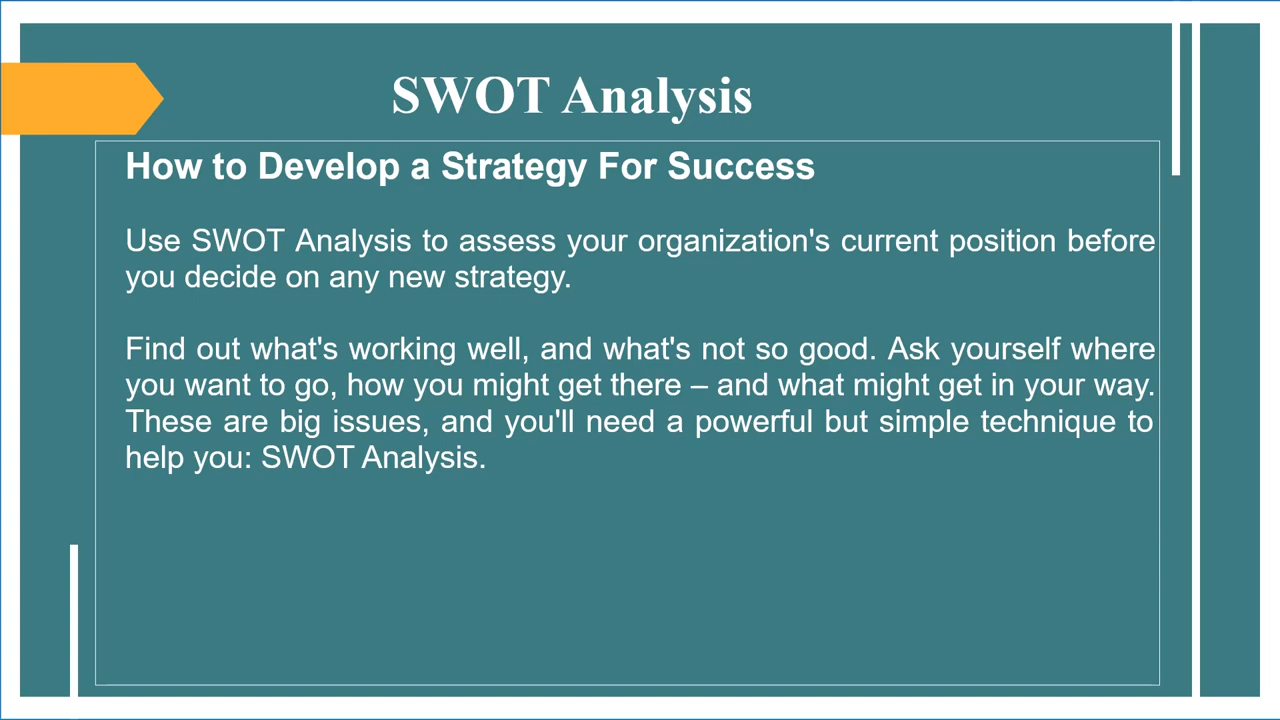 SWOT Analysis
How to Develop a Strategy For Success
Use SWOT Analysis to assess your organization's current position before
you decide on any new strategy.
Find out what's working well, and what's not so good. Ask yourself where
you want to go, how you might get there – and what might get in your way.
These are big issues, and you'll need a powerful but simple technique to
help you: SWOT Analysis.